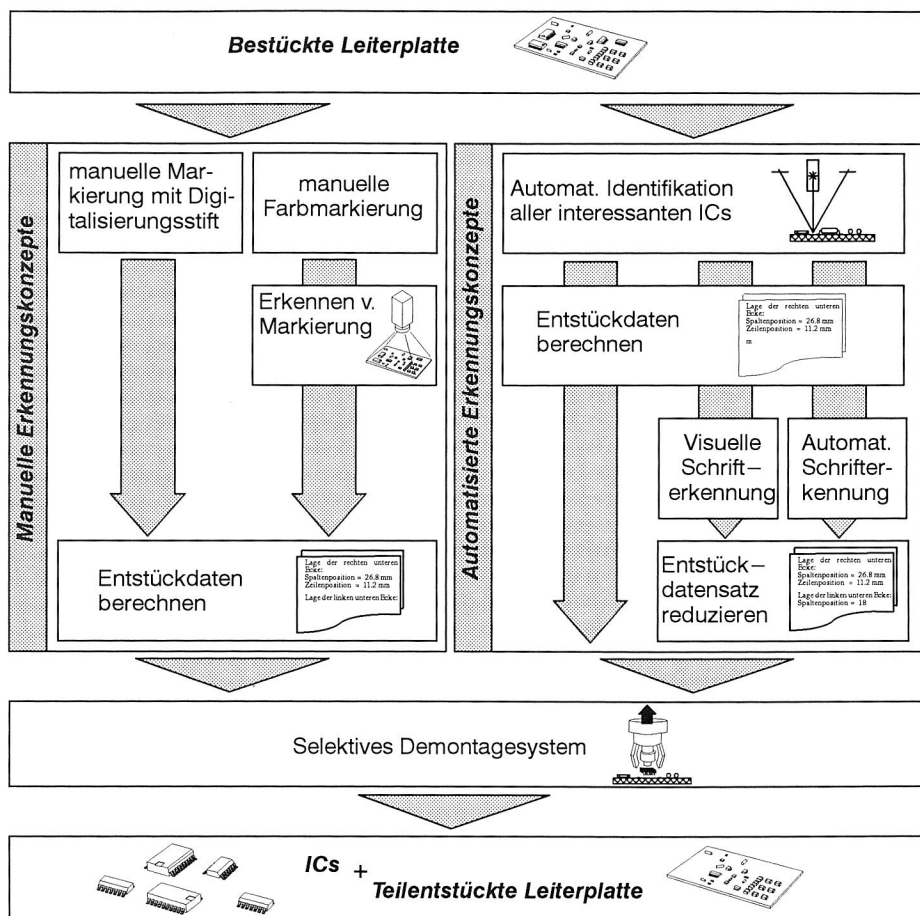 Bestückte Leiterplatte
Manuelle Erkennungskonzepte
manuelle Mar-
kierung mit Digi-
talisierungsstift
manuelle
Farbmarkierung
Erkennen v.
Markierung
Entstückdaten
berechnen
Lage der rechten unteren
Ecke:
Spaltenposition = 26.8 mm
Zeilenposition = 11.2 mm
Lage der linken unteren Ecke:
Automatisierte Erkennungskonzepte
Automat. Identifikation
aller interessanten ICs
Entstückdaten
berechnen
Lage der rechten unteren
Ecke:
Spaltenposition = 26.8 mm
Zeilenposition = 11.2 mm
m
Visuelle
Schrift-
erkennung
Automat.
Schrifter-
kennung
Entstück-
datensatz
reduzieren
Lage der rechten unteren
Ecke:
Spaltenposition = 26.8 mm
Zeilenposition = 11.2 mm
Lage der linken unteren Ecke:
Spaltenposition = 18
Selektives Demontagesystem
ICs +
Teilentstückte Leiterplatte